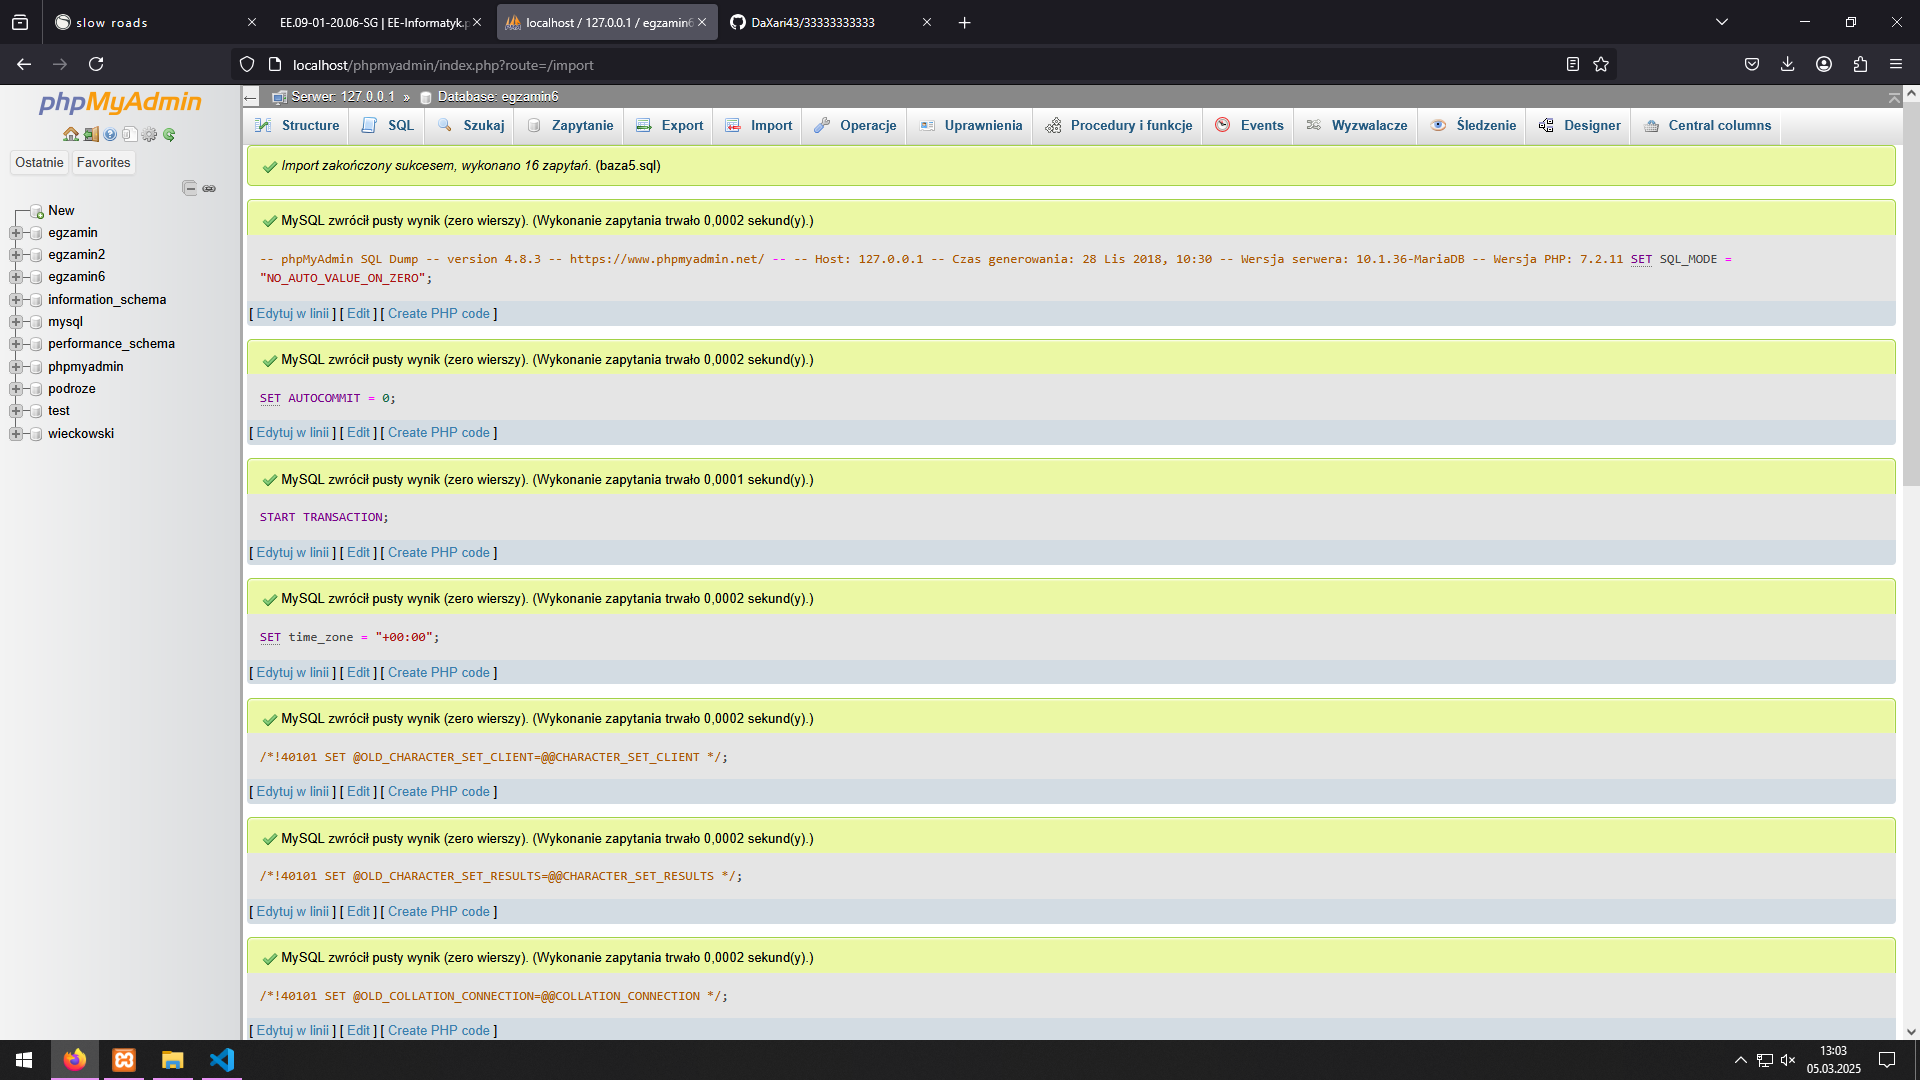 slow roads
EE.09-01-20.06-SG | EE-Informatyk.p
localhost / 127.0.0.1 / egzamin6
DaXari43/33333333333
localhost/phpmyadmin/index.php?route=/import
phpMyAdmin
Ostatnie
Favorites
New
egzamin
egzamin2
egzamin6
information_schema
mysql
performance_schema
phpmyadmin
podroze
test
wieckowski
Serwer: 127.0.0.1 » Database: egzamin6
Structure
SQL
Szukaj
Zapytanie
Export
Import
Operacje
Uprawnienia
Procedury i funkcje
Events
Wyzwalacze
Śledzenie
Designer
Central columns
Import zakończony sukcesem, wykonano 16 zapytań. (baza5.sql)
MySQL zwrócił pusty wynik (zero wierszy). (Wykonanie zapytania trwało 0,0002 sekund(y).)
-- phpMyAdmin SQL Dump -- version 4.8.3 -- https://www.phpmyadmin.net/ -- -- Host: 127.0.0.1 -- Czas generowania: 28 Lis 2018, 10:30 -- Wersja serwera: 10.1.36-MariaDB -- Wersja PHP: 7.2.11 SET SQL_MODE =
"NO_AUTO_VALUE_ON_ZERO";
[ Edytuj w linii ] [ Edit ] [ Create PHP code ]
MySQL zwrócił pusty wynik (zero wierszy). (Wykonanie zapytania trwało 0,0002 sekund(y).)
SET AUTOCOMMIT = 0;
[ Edytuj w linii ] [ Edit ] [ Create PHP code ]
MySQL zwrócił pusty wynik (zero wierszy). (Wykonanie zapytania trwało 0,0001 sekund(y).)
START TRANSACTION;
[ Edytuj w linii ] [ Edit ] [ Create PHP code ]
MySQL zwrócił pusty wynik (zero wierszy). (Wykonanie zapytania trwało 0,0002 sekund(y).)
SET time_zone = "+00:00";
[ Edytuj w linii ] [ Edit ] [ Create PHP code ]
MySQL zwrócił pusty wynik (zero wierszy). (Wykonanie zapytania trwało 0,0002 sekund(y).)
/*!40101 SET @OLD_CHARACTER_SET_CLIENT=@@CHARACTER_SET_CLIENT */;
[ Edytuj w linii ] [ Edit ] [ Create PHP code ]
MySQL zwrócił pusty wynik (zero wierszy). (Wykonanie zapytania trwało 0,0002 sekund(y).)
/*!40101 SET @OLD_CHARACTER_SET_RESULTS=@@CHARACTER_SET_RESULTS */;
[ Edytuj w linii ] [ Edit ] [ Create PHP code ]
MySQL zwrócił pusty wynik (zero wierszy). (Wykonanie zapytania trwało 0,0002 sekund(y).)
/*!40101 SET @OLD_COLLATION_CONNECTION=@@COLLATION_CONNECTION */;
[ Edytuj w linii ] [ Edit ] [ Create PHP code ]
13:03
05.03.2025